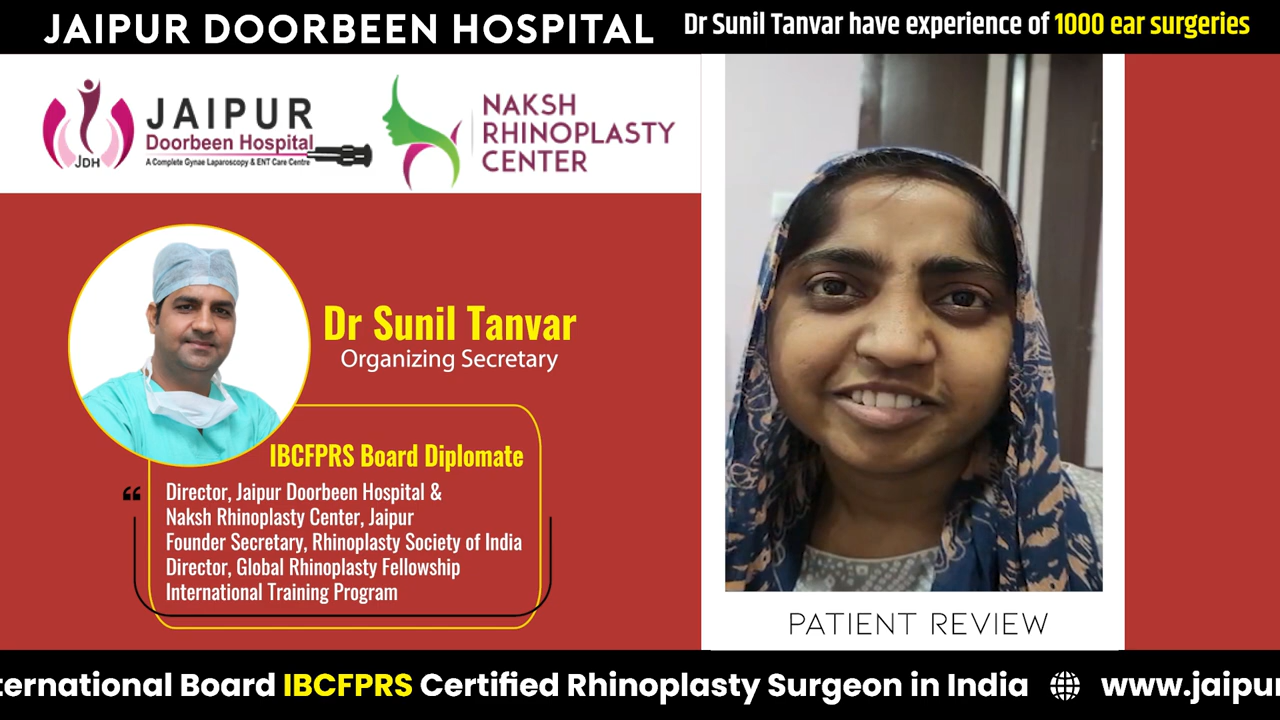 JAIPUR DOORBEEN HOSPITAL
Dr Sunil Tanvar have experience of 1000 ear surgeries
JDH
JAIPUR
Doorbeen Hospital
A Complete Gynae Laparoscopy & ENT Care Centre
NAKSH
RHINOPLASTY
CENTER
Dr Sunil Tanvar
Organizing Secretary
IBCFPRS Board Diplomate
“
Director, Jaipur Doorbeen Hospital &
Naksh Rhinoplasty Center, Jaipur
Founder Secretary, Rhinoplasty Society of India
Director, Global Rhinoplasty Fellowship
International Training Program
PATIENT REVIEW
ternational Board IBCFPRS Certified Rhinoplasty Surgeon in India www.jaipur